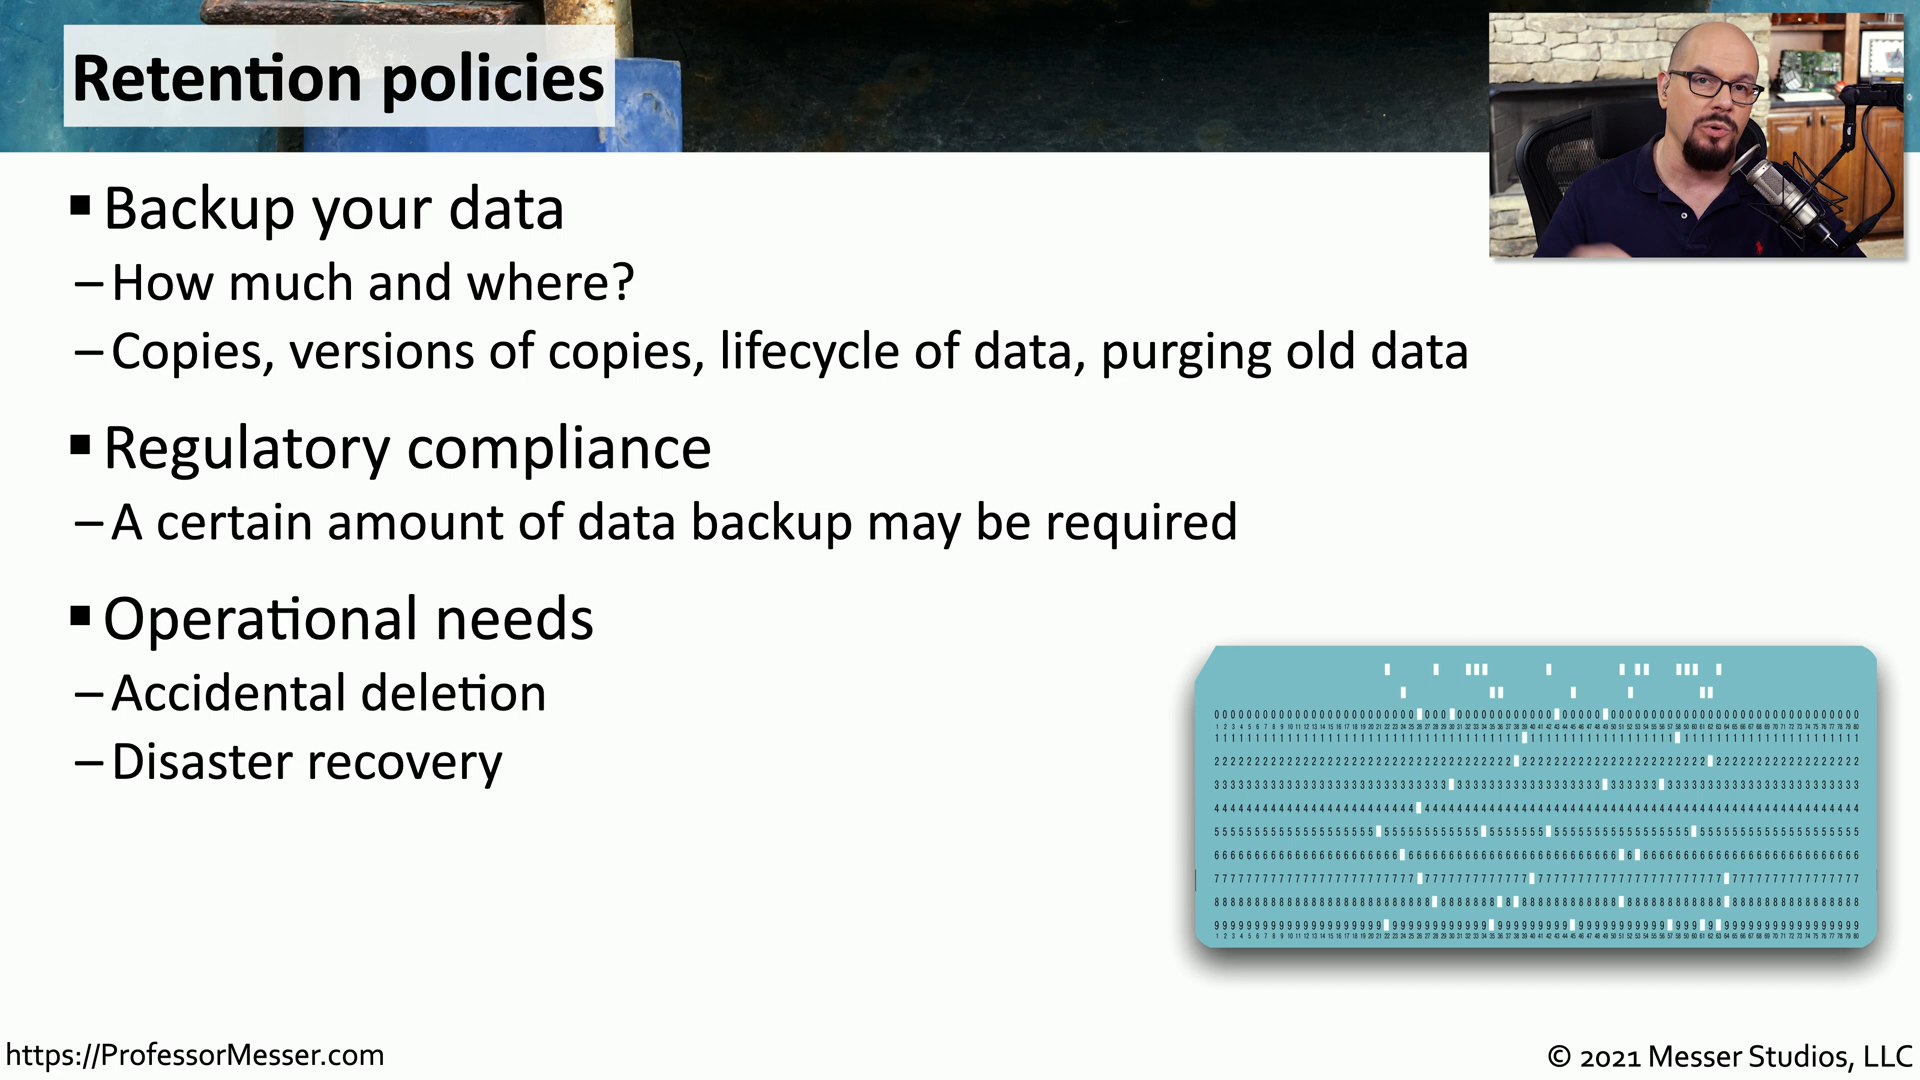 Retention policies
▪ Backup your data
– How much and where?
– Copies, versions of copies, lifecycle of data, purging old data
▪ Regulatory compliance
– A certain amount of data backup may be required
▪ Operational needs
– Accidental deletion
– Disaster recovery
https://ProfessorMesser.com
© 2021 Messer Studios, LLC